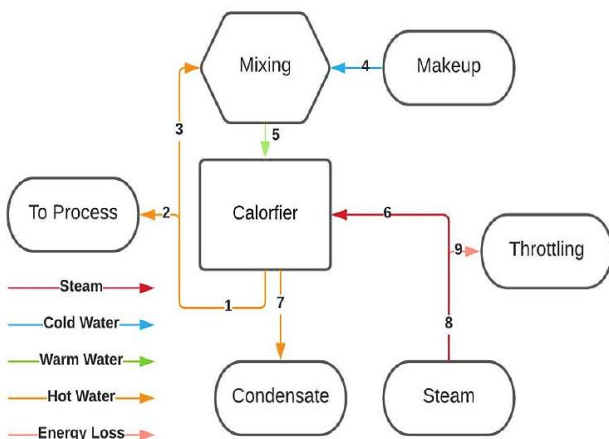 Mixing
4
Makeup
3
5
To Process
2
Calorfier
6
9
Throttling
Steam
1
7
8
Cold Water
Warm Water
Hot Water
Condensate
Steam
Energy Loss